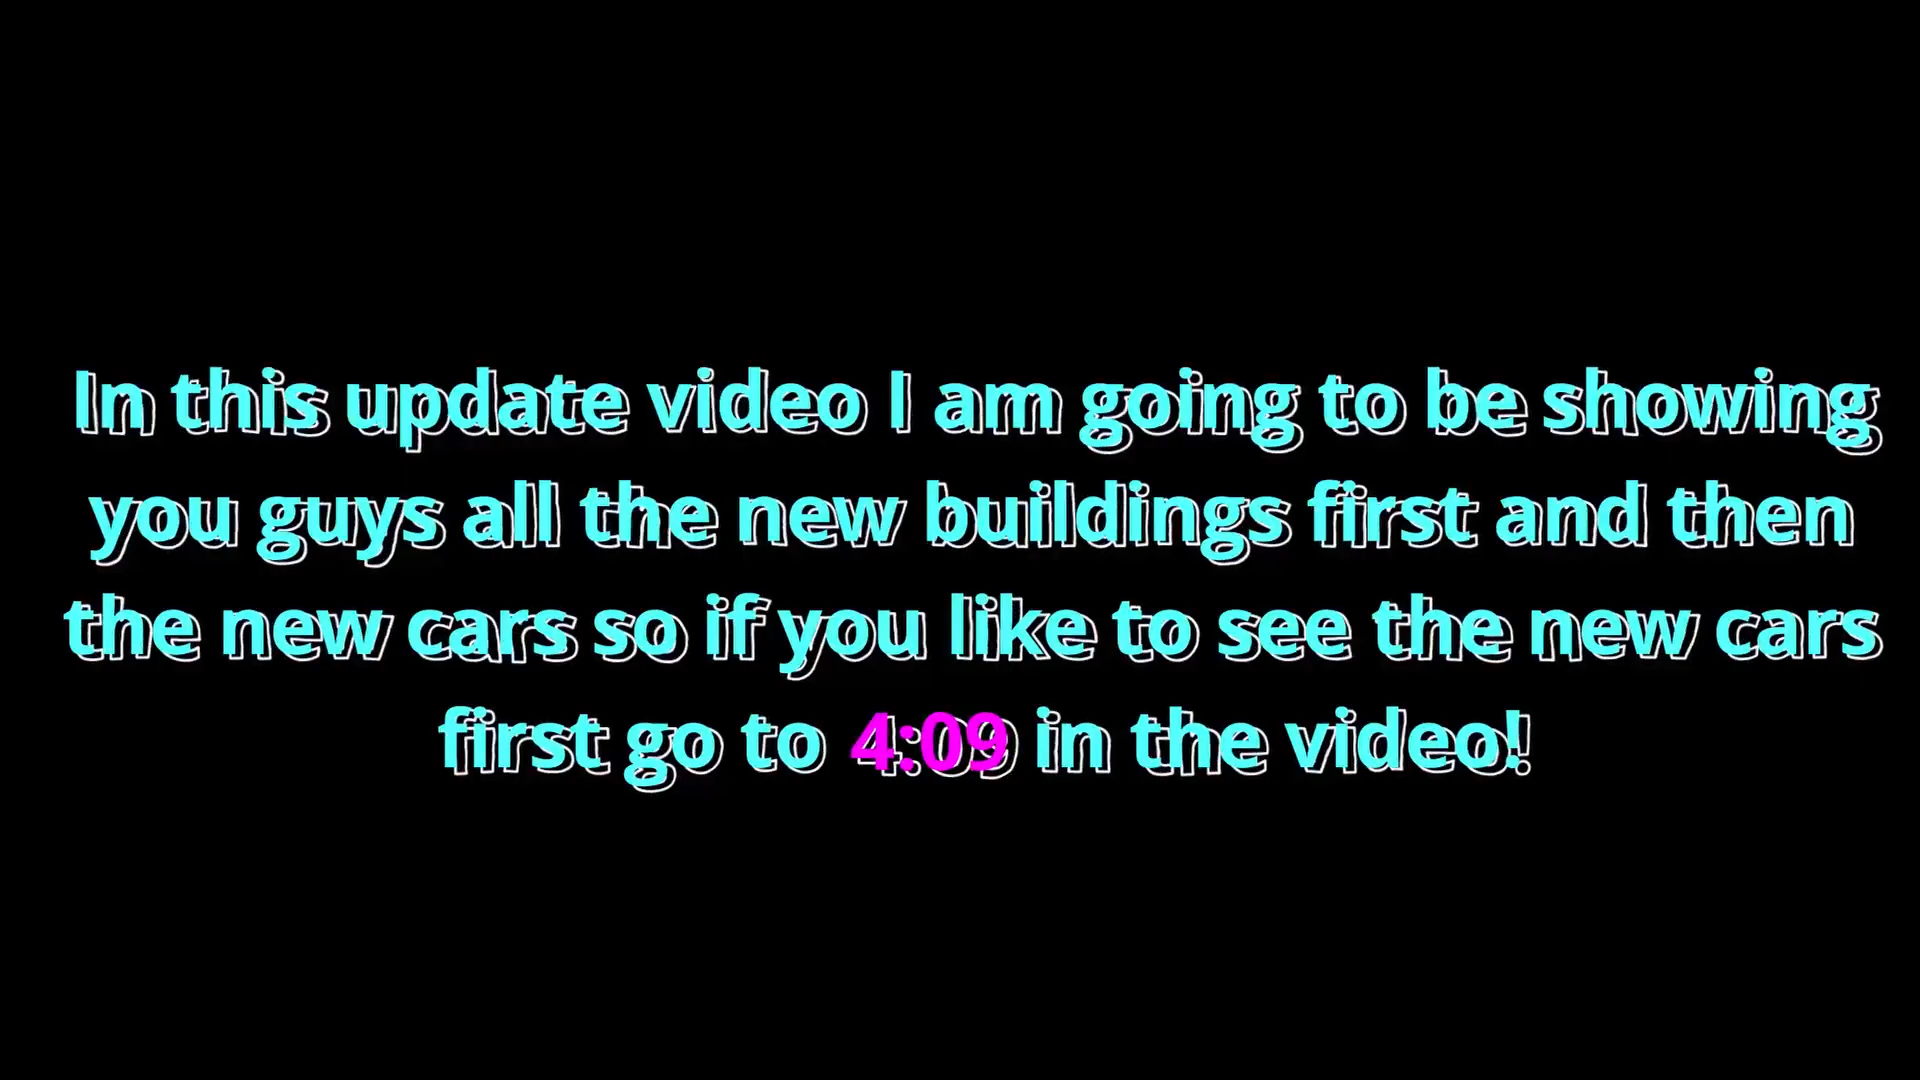 In this update video I am going to be showing
you guys all the new buildings first and then
the new cars so if you like to see the new cars
first go to 4:09 in the video!